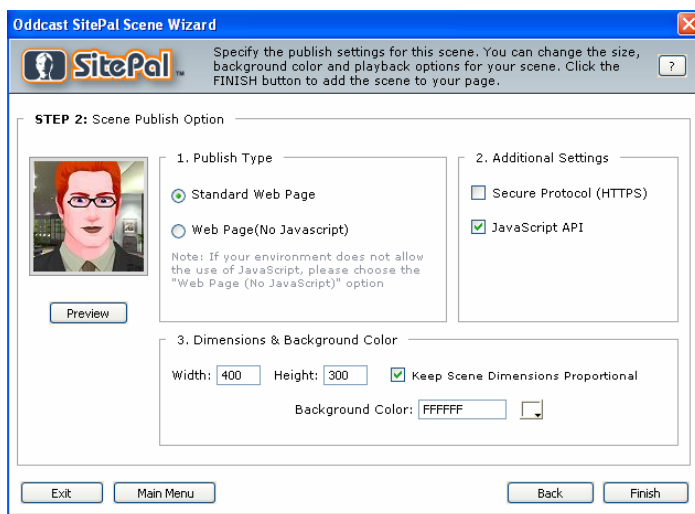 Oddcast SitePal Scene Wizard
SitePal™
Specify the publish settings for this scene. You can change the size,
background color and playback options for your scene. Click the
FINISH button to add the scene to your page.
?
STEP 2: Scene Publish Option
1. Publish Type
Standard Web Page
Web Page(No Javascript)
Note: If your environment does not allow
the use of JavaScript, please choose the
"Web Page (No JavaScript)" option
2. Additional Settings
Secure Protocol (HTTPS)
JavaScript API
Preview
3. Dimensions & Background Color
Width: 400 Height: 300 Keep Scene Dimensions Proportional
Background Color: FFFFFF
Exit Main Menu Back Finish